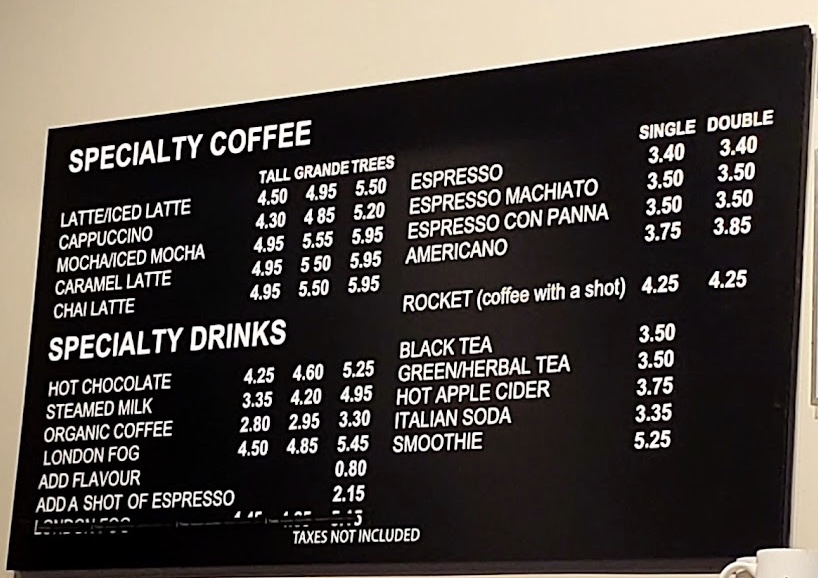 SPECIALTY COFFEE
TALL GRANDE TREES
LATTE/ICED LATTE 4.50 4.95 5.50
CAPPUCCINO 4.30 4 85 5.20
MOCHA/ICED MOCHA 4.95 5.55 5.95
CARAMEL LATTE 4.95 5 50 5.95
CHAI LATTE 4.95 5.50 5.95
SPECIALTY DRINKS
HOT CHOCOLATE 4.25 4.60 5.25
STEAMED MILK 3.35 4.20 4.95
ORGANIC COFFEE 2.80 2.95 3.30
LONDON FOG 4.50 4.85 5.45
ADD FLAVOUR 0.80
ADD A SHOT OF ESPRESSO 2.15
LONDON FOG
SINGLE DOUBLE
ESPRESSO 3.40 3.40
ESPRESSO MACHIATO 3.50 3.50
ESPRESSO CON PANNA 3.50 3.50
AMERICANO 3.75 3.85
ROCKET (coffee with a shot) 4.25 4.25
BLACK TEA 3.50
GREEN/HERBAL TEA 3.50
HOT APPLE CIDER 3.75
ITALIAN SODA 3.35
SMOOTHIE 5.25
TAXES NOT INCLUDED